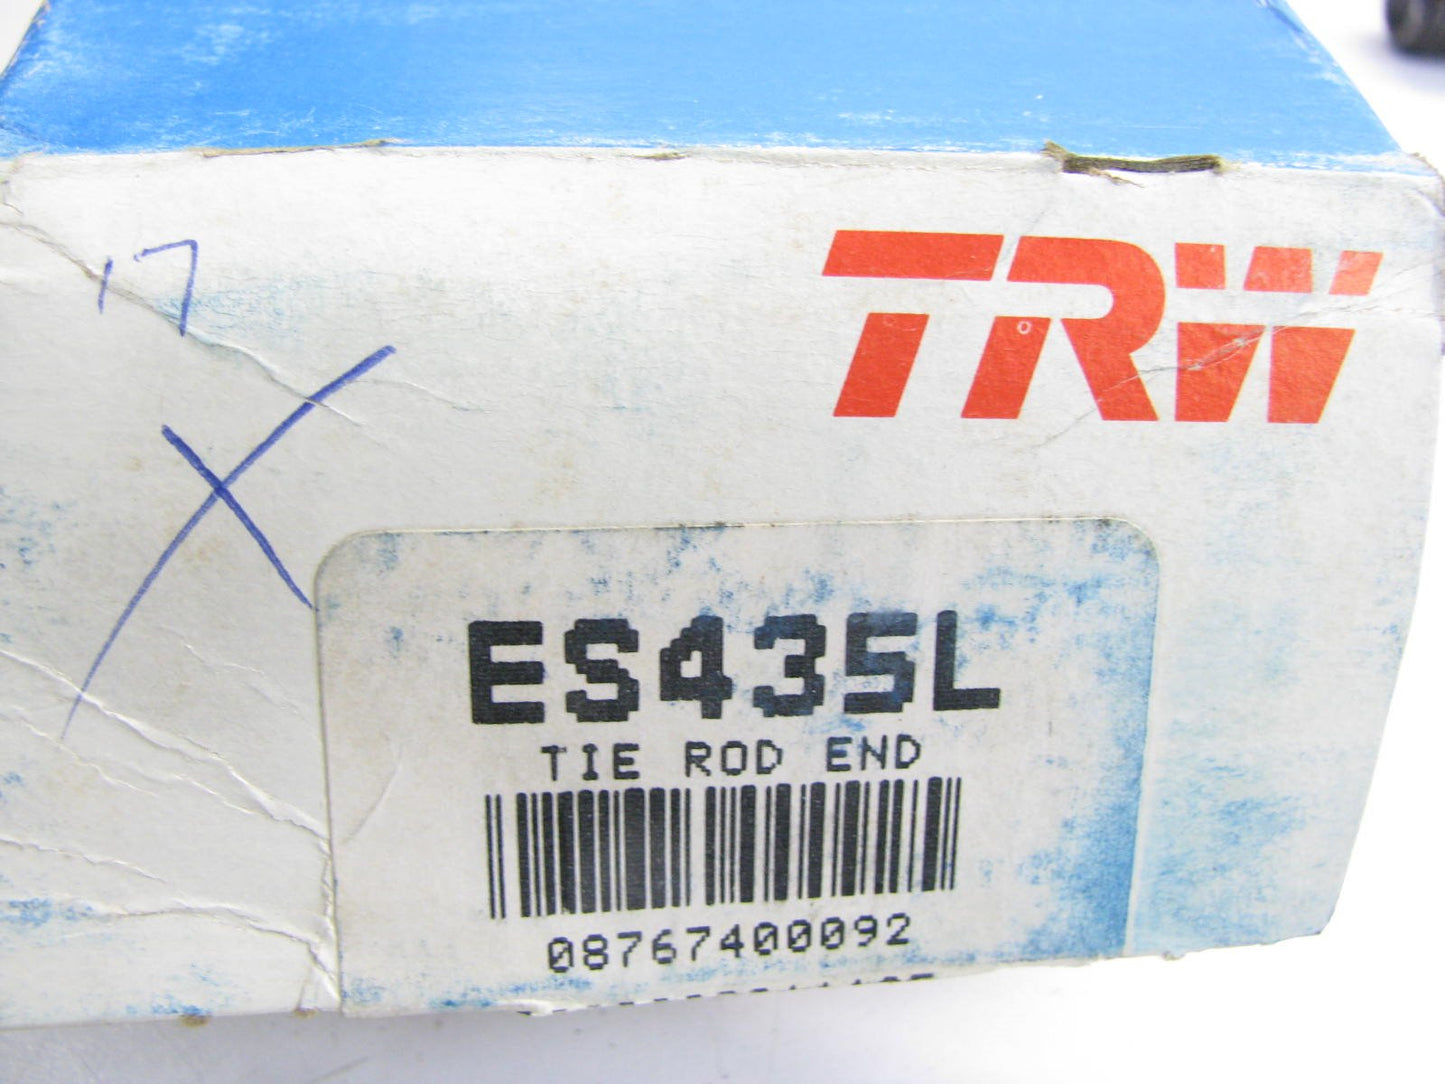 17
X
TRW
ES435L
TIE ROD END
08767400092